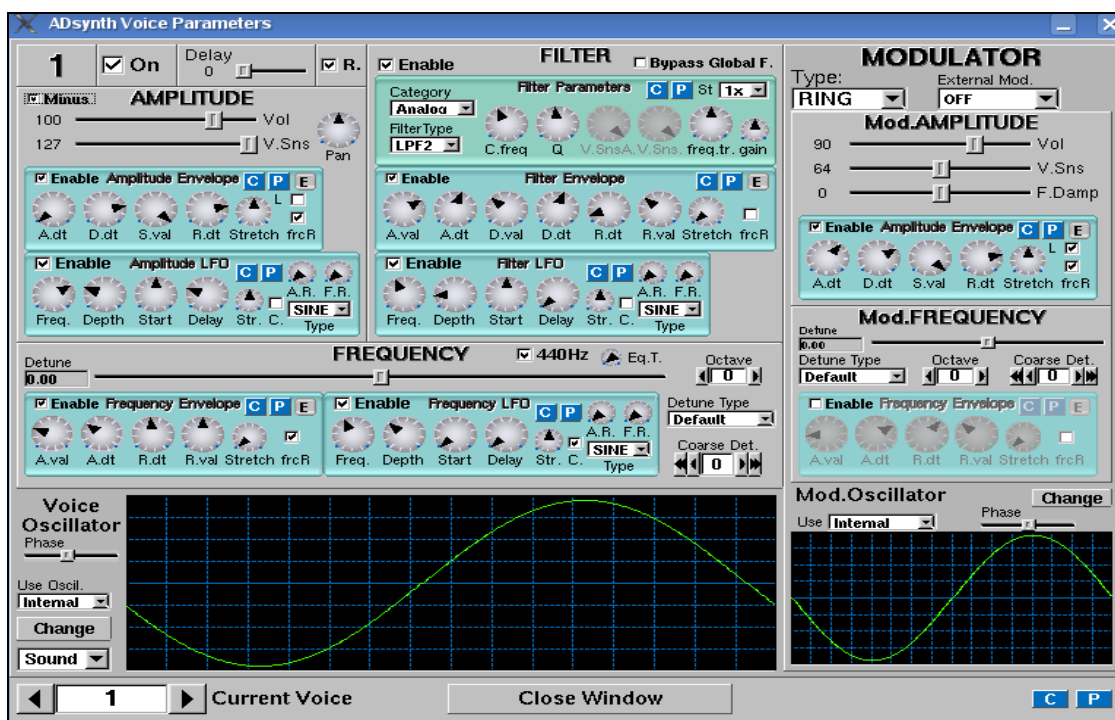 ADsynth Voice Parameters
1
On
Delay
0
R.
Minus.
AMPLITUDE
100
Vol
127
V.Sns
Pan
Enable Amplitude Envelope C P E
L
A.dt D.dt S.val R.dt Stretch frcR
Enable Amplitude LFO
C P
A.R. F.R.
SINE
Freq. Depth Start Delay Str. C.
Type
Enable
FILTER
Bypass Global F.
Category
Analog
FilterType
LPF2
Filter Parameters C P St 1x
C.freq Q V.SnsA. V.Sns. freq.tr. gain
Enable Filter Envelope C P E
A.val A.dt D.val D.dt R.dt R.val Stretch frcR
Enable Filter LFO
C P
A.R. F.R.
SINE
Freq. Depth Start Delay Str. C.
Type
FREQUENCY
440Hz
Eq.T.
Detune
0.00
Octave
0
Enable Frequency Envelope C P E
A.val A.dt R.dt R.val Stretch frcR
Enable Frequency LFO
C P
A.R. F.R.
SINE
Freq. Depth Start Delay Str. C.
Type
Detune Type
Default
Coarse Det.
0
MODULATOR
Type:
RING
External Mod.
OFF
Mod.AMPLITUDE
90
Vol
64
V.Sns
0
F.Damp
Enable Amplitude Envelope C P E
L
A.dt D.dt S.val R.dt Stretch frcR
Mod.FREQUENCY
Detune
0.00
Detune Type Octave Coarse Det.
Default 0 0
Enable Frequency Envelope C P E
A.val A.dt R.dt R.val Stretch frcR
Voice
Oscillator
Phase
Use Oscil.
Internal
Change
Sound
Mod.Oscillator
Change
Phase
Use Internal
1
Current Voice
Close Window
C P